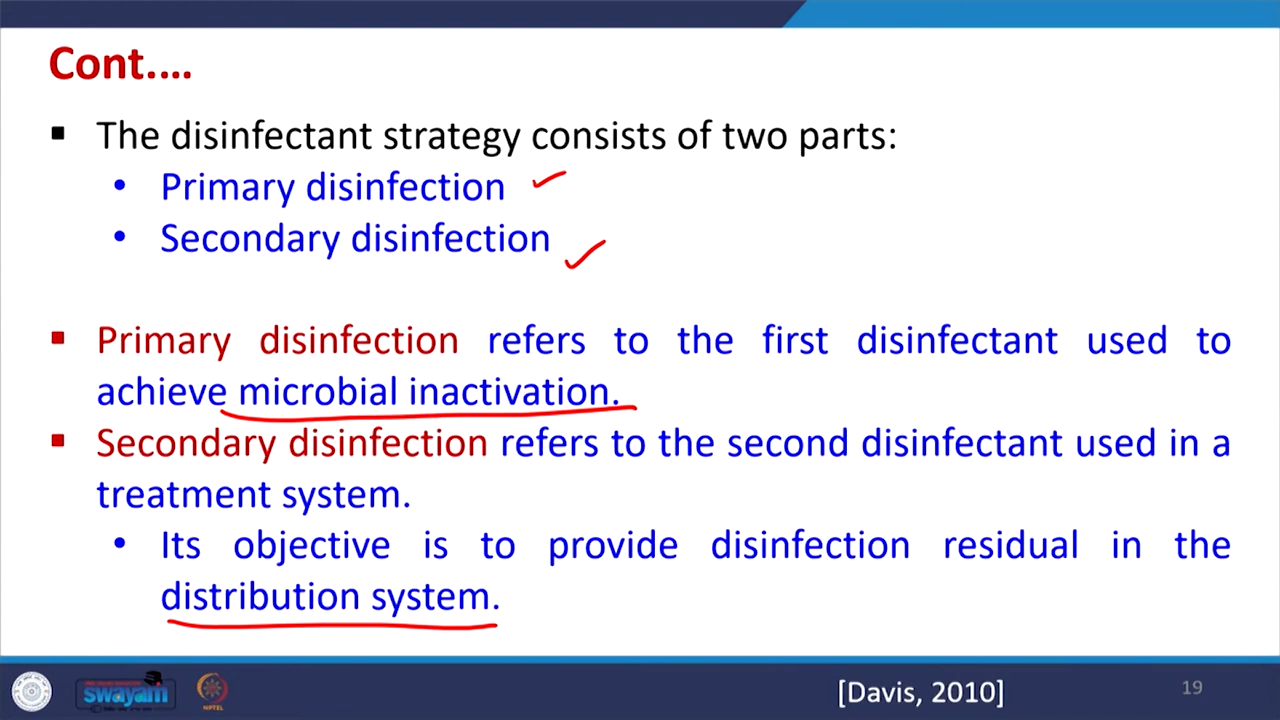 Cont.…
▪ The disinfectant strategy consists of two parts:
• Primary disinfection
• Secondary disinfection
▪ Primary disinfection refers to the first disinfectant used to
achieve microbial inactivation.
▪ Secondary disinfection refers to the second disinfectant used in a
treatment system.
• Its objective is to provide disinfection residual in the
distribution system.
swayam
NPTEL
[Davis, 2010]
19